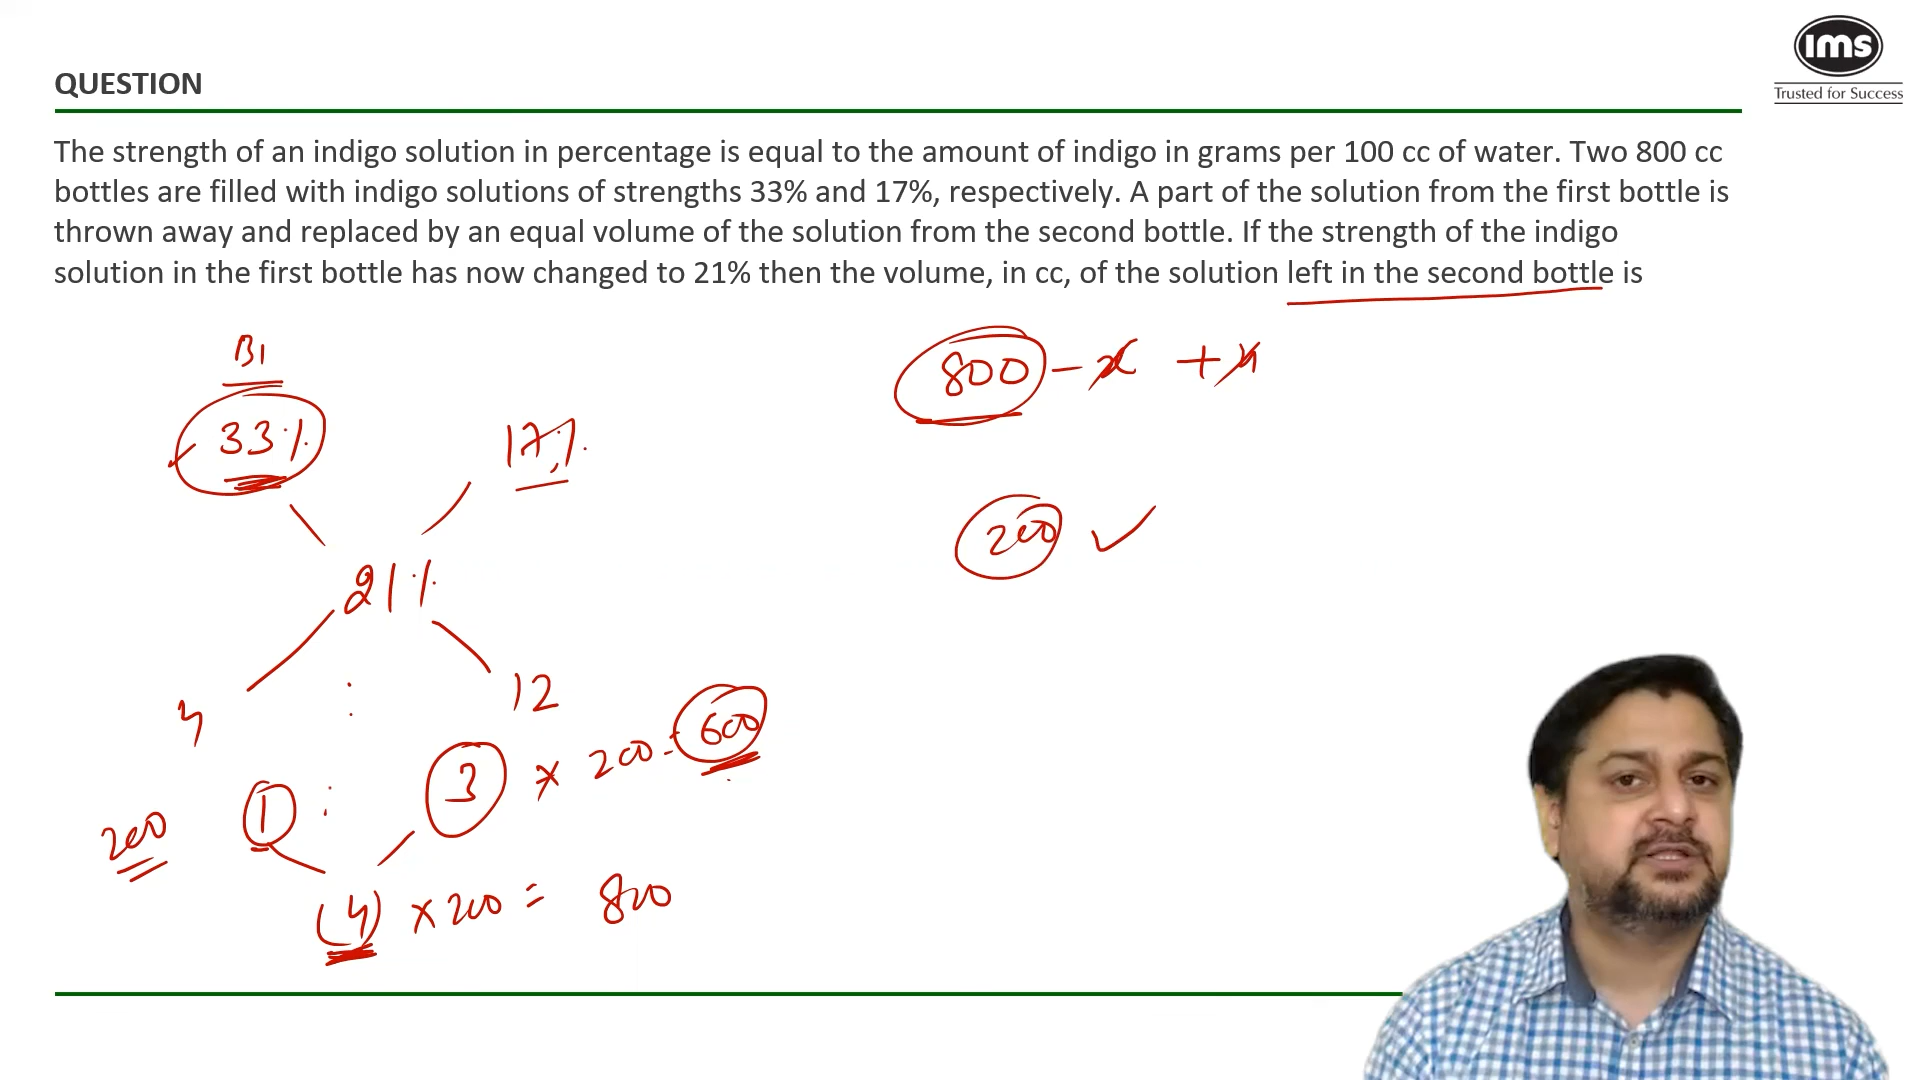 ims
Trusted for Success
QUESTION
The strength of an indigo solution in percentage is equal to the amount of indigo in grams per 100 cc of water. Two 800 cc
bottles are filled with indigo solutions of strengths 33% and 17%, respectively. A part of the solution from the first bottle is
thrown away and replaced by an equal volume of the solution from the second bottle. If the strength of the indigo
solution in the first bottle has now changed to 21% then the volume, in cc, of the solution left in the second bottle is
B1
800 - x + x
33%
17%
200 ✓
21%
4 : 12
1 : 3 × 200 = 600
200
(4) × 200 = 800